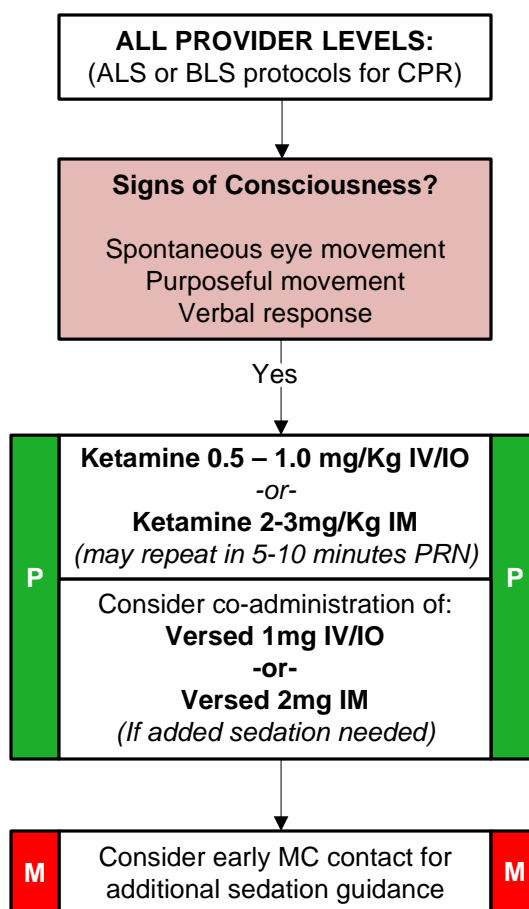 ALL PROVIDER LEVELS:
(ALS or BLS protocols for CPR)
Signs of Consciousness?
Spontaneous eye movement
Purposeful movement
Verbal response
Yes
P
Ketamine 0.5 – 1.0 mg/Kg IV/IO
-or-
Ketamine 2-3mg/Kg IM
(may repeat in 5-10 minutes PRN)
P
Consider co-administration of:
Versed 1mg IV/IO
-or-
Versed 2mg IM
(If added sedation needed)
M
Consider early MC contact for
additional sedation guidance
M